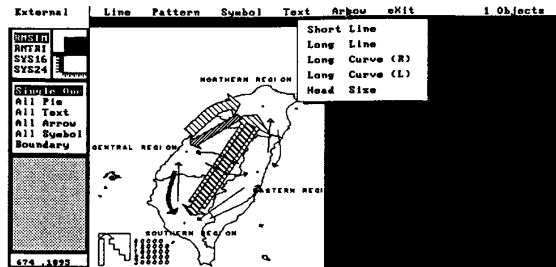 External Line Pattern Symbol Text Arrow eXit 1 Objects
RMSIM
RMTRI
SYS16
SYS24
Short Line
Long Line
Long Curve (R)
Long Curve (L)
Head Size
Single One
All Pie
All Text
All Arrow
All Symbol
Boundary
NORTHERN REGION
CENTRAL REGION
EASTERN REGI
SOUTHERN REGION
674 ,1895